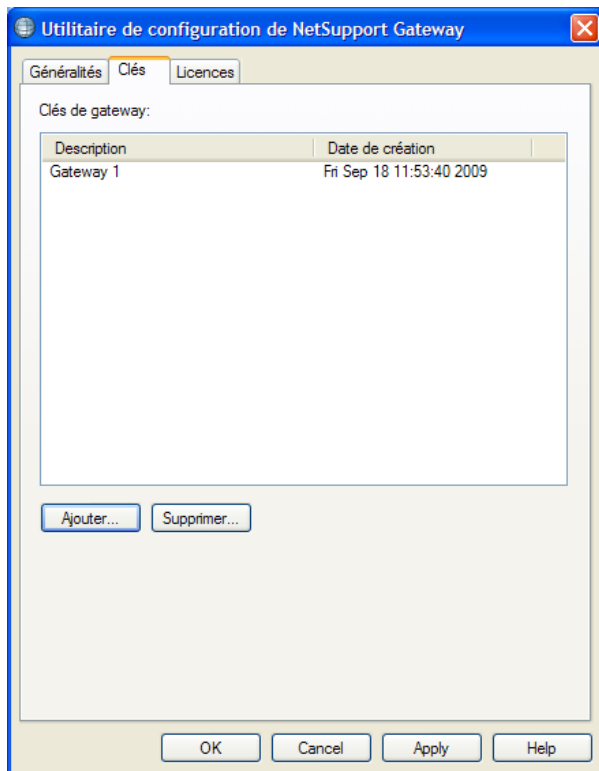 Utilitaire de configuration de NetSupport Gateway
Généralités Clés Licences
Clés de gateway:
Description Date de création
Gateway 1 Fri Sep 18 11:53:40 2009
Ajouter... Supprimer...
OK Cancel Apply Help